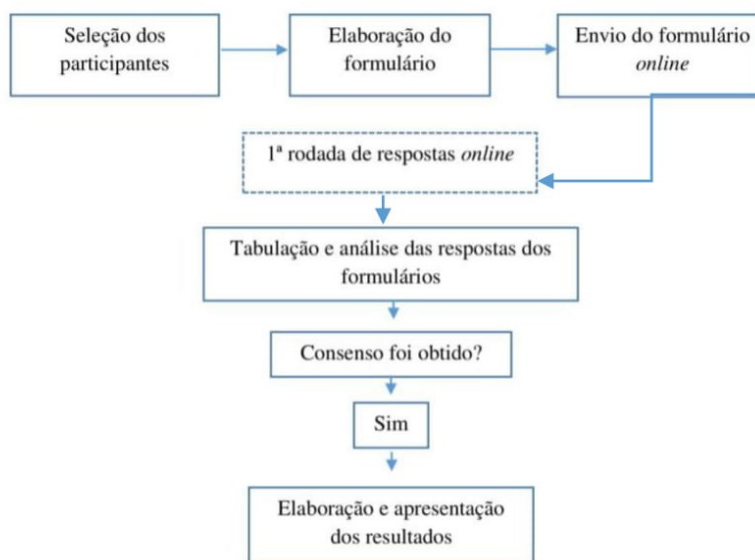 Seleção dos
participantes
Elaboração do
formulário
Envio do formulário
online
1ª rodada de respostas online
Tabulação e análise das respostas dos
formulários
Consenso foi obtido?
Sim
Elaboração e apresentação
dos resultados